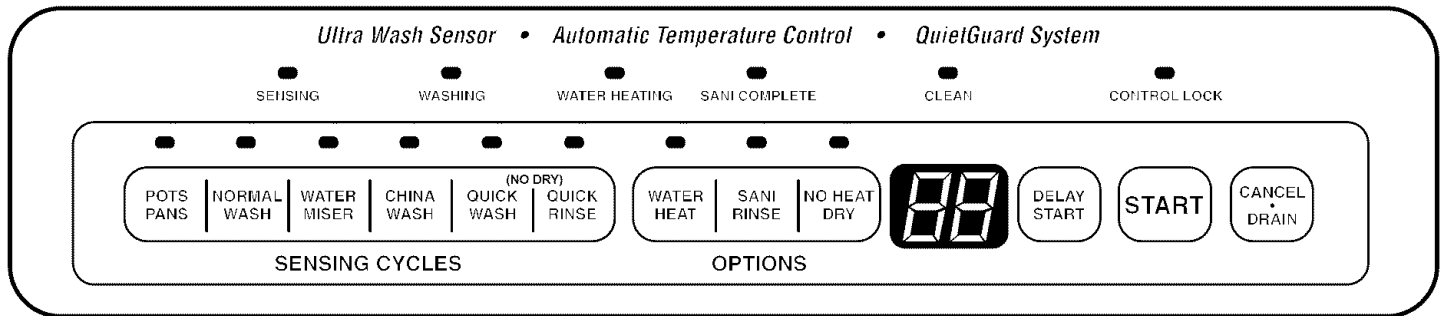 Ultra Wash Sensor • Automatic Temperature Control • QuietGuard System
SENSING WASHING WATER HEATING SANI COMPLETE CLEAN CONTROL LOCK
POTS
PANS
NORMAL
WASH
WATER
MISER
CHINA
WASH
(NO DRY)
QUICK
WASH
QUICK
RINSE
WATER
HEAT
SANI
RINSE
NO HEAT
DRY
88
DELAY
START
START
CANCEL
•
DRAIN
SENSING CYCLES
OPTIONS